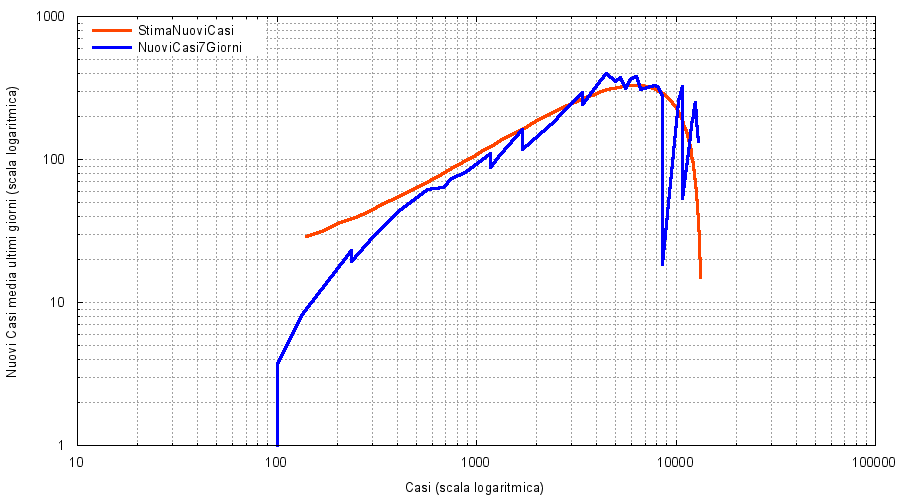 1000
StimaNuoviCasi
NuoviCasi7Giorni
100
10
1
Nuovi Casi media ultimi giorni (scala logaritmica)
10 100 1000 10000 100000
Casi (scala logaritmica)